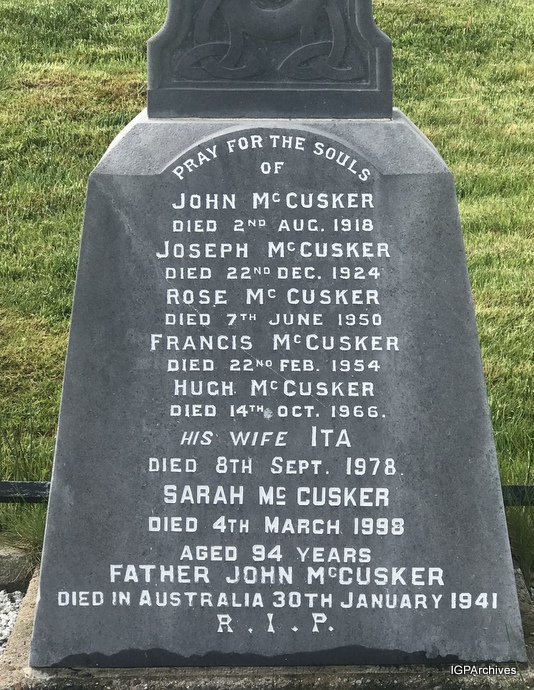 PRAY FOR THE SOULS
OF
JOHN McCUSKER
DIED 2ND AUG. 1918
JOSEPH McCUSKER
DIED 22ND DEC. 1924
ROSE Mc CUSKER
DIED 7TH JUNE 1950
FRANCIS McCUSKER
DIED 22ND FEB. 1954
HUGH McCUSKER
DIED 14TH OCT. 1966.
HIS WIFE ITA
DIED 8TH SEPT. 1978.
SARAH Mc CUSKER
DIED 4TH MARCH 1998
AGED 94 YEARS
FATHER JOHN McCUSKER
DIED IN AUSTRALIA 30TH JANUARY 1941
R. I. P.
IGPArchives